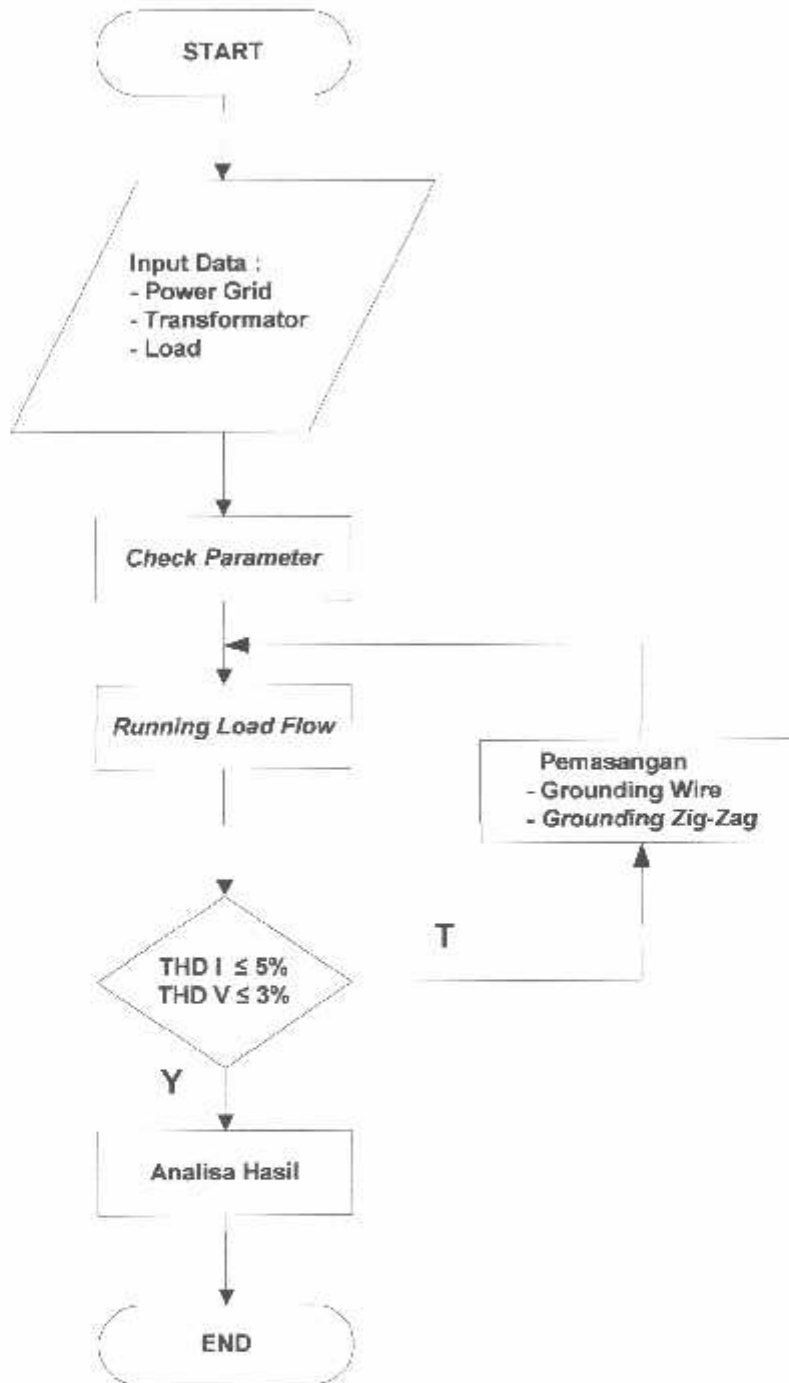 START
Input Data :
- Power Grid
- Transformator
- Load
Check Parameter
Running Load Flow
Pemasangan
- Grounding Wire
- Grounding Zig-Zag
T
THD I ≤ 5%
THD V ≤ 3%
Y
Analisa Hasil
END